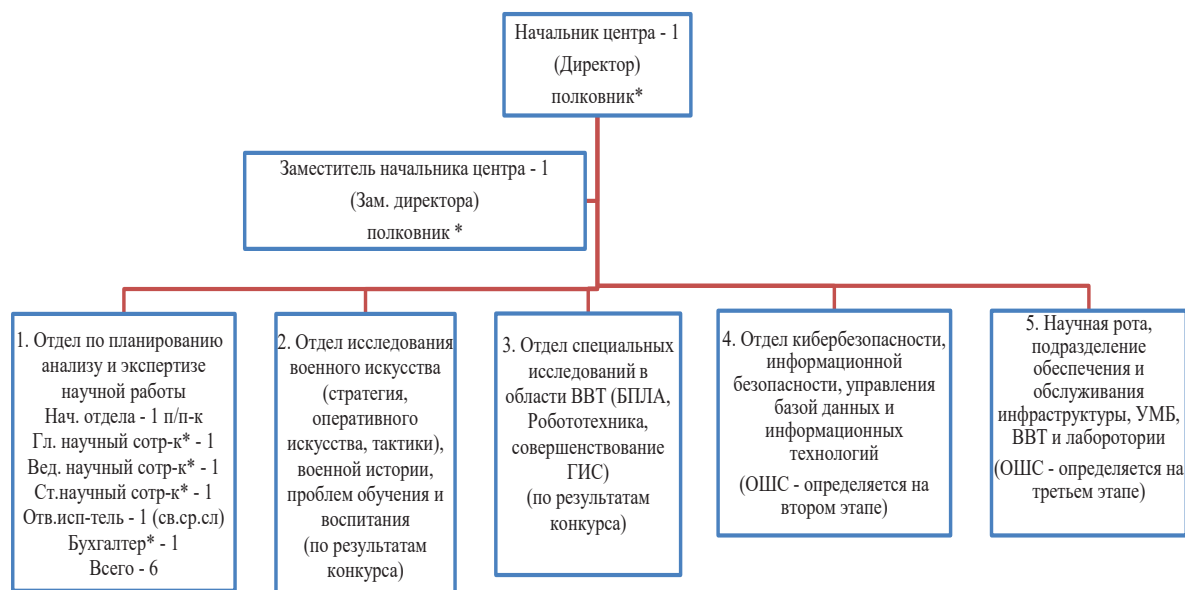 Начальник центра - 1
(Директор)
полковник*
Заместитель начальника центра - 1
(Зам. директора)
полковник *
1. Отдел по планированию
анализу и экспертизе
научной работы
Нач. отдела - 1 п/п-к
Гл. научный сотр-к* - 1
Вед. научный сотр-к* - 1
Ст.научный сотр-к* - 1
Отв.исп-тель - 1 (св.ср.сл)
Бухгалтер* - 1
Всего - 6
2. Отдел исследования
военного искусства
(стратегия,
оперативного
искусства, тактики),
военной истории,
проблем обучения и
воспитания
(по результатам
конкурса)
3. Отдел специальных
исследований в
области ВВТ (БПЛА,
Робототехника,
совершенствование
ГИС)
(по результатам
конкурса)
4. Отдел кибербезопасности,
информационной
безопасности, управления
базой данных и
информационных
технологий
(ОШС - определяется на
втором этапе)
5. Научная рота,
подразделение
обеспечения и
обслуживания
инфраструктуры, УМБ,
ВВТ и лаборотории
(ОШС - определяется на
третьем этапе)